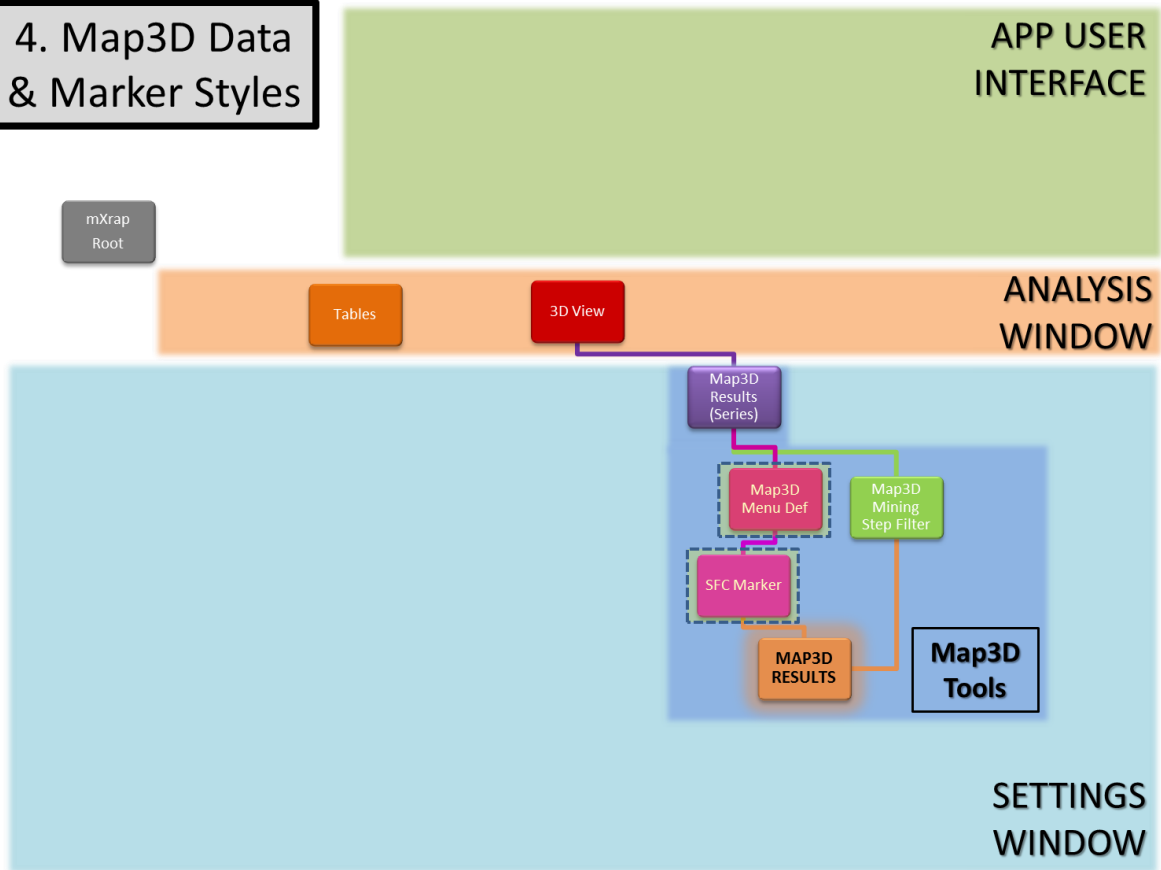 4. Map3D Data
& Marker Styles
APP USER
INTERFACE
mXrap
Root
Tables
3D View
ANALYSIS
WINDOW
Map3D
Results
(Series)
Map3D
Menu Def
Map3D
Mining
Step Filter
SFC Marker
MAP3D
RESULTS
Map3D
Tools
SETTINGS
WINDOW